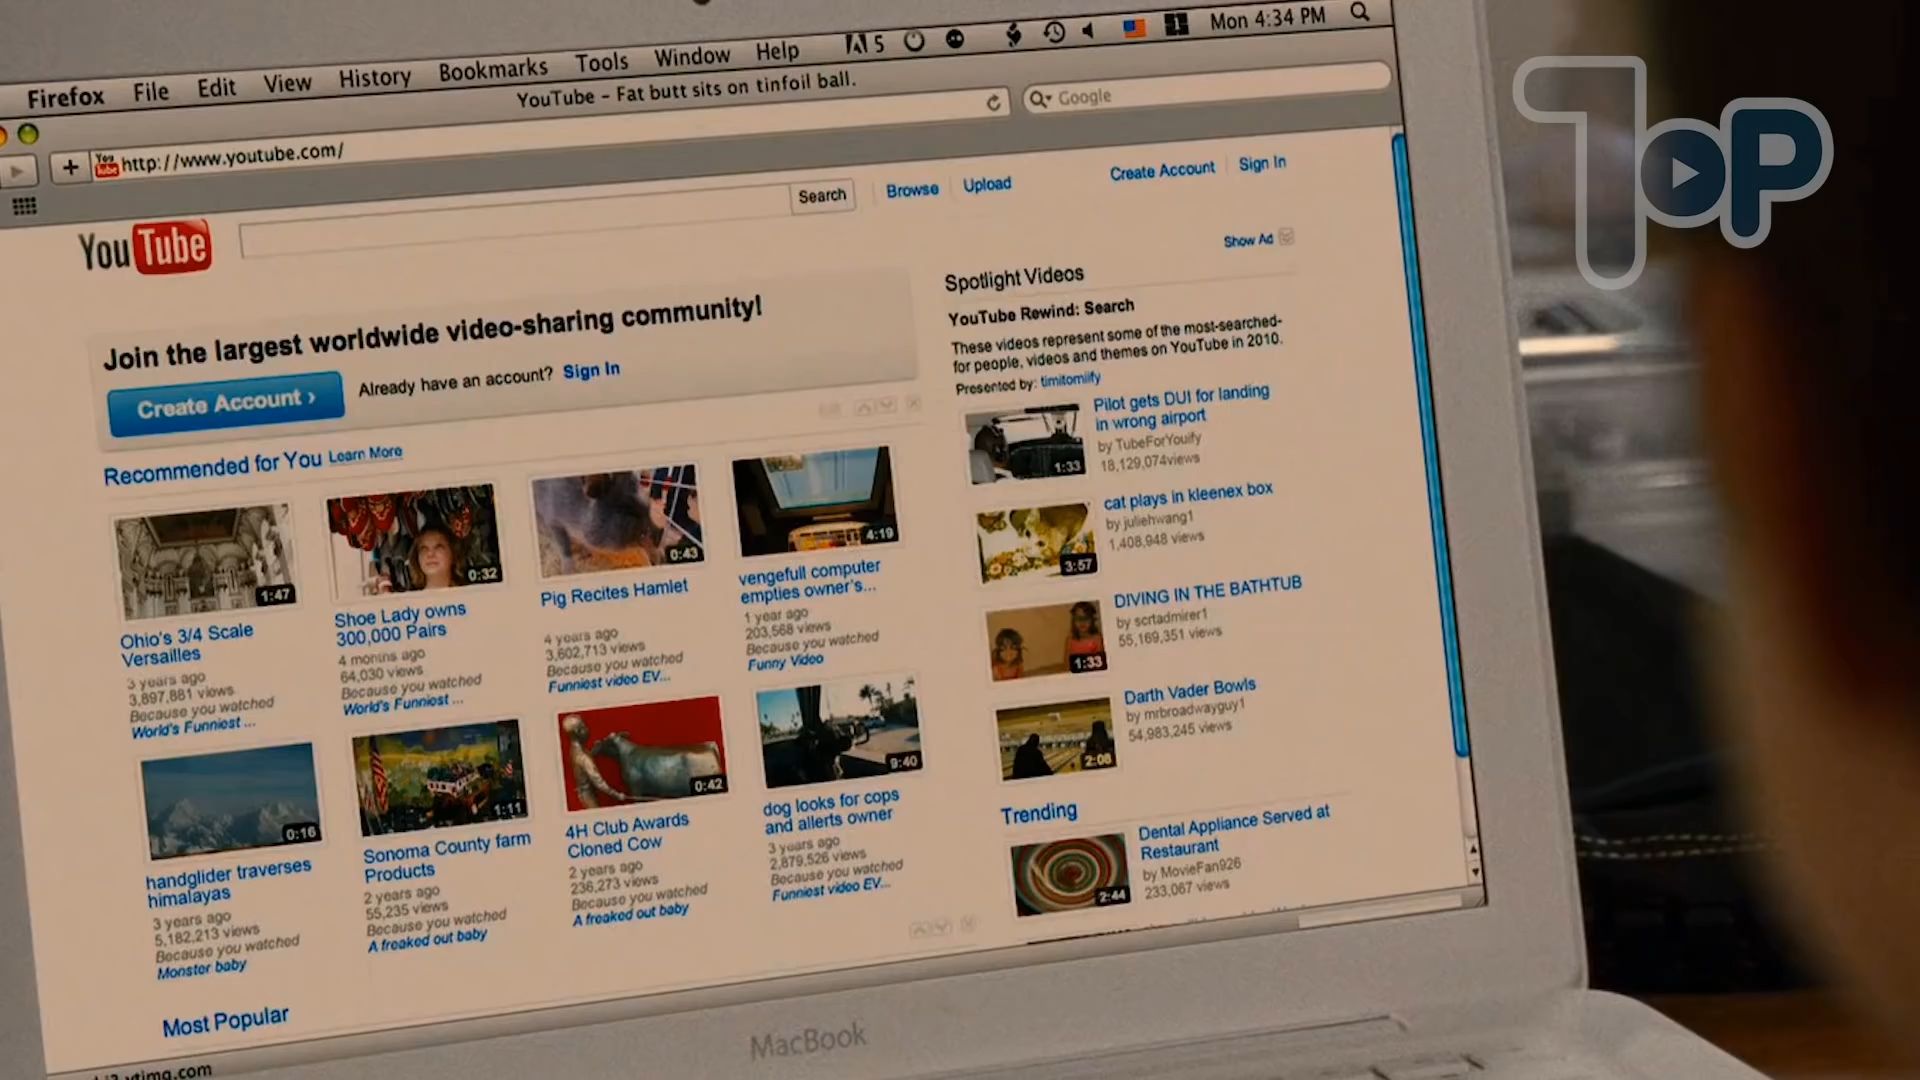 Firefox File Edit View History Bookmarks Tools Window Help 5 Mon 4:34 PM
YouTube - Fat butt sits on tinfoil ball.
http://www.youtube.com/ Google
YouTube Search Browse Upload Create Account Sign In
Show Ad
Join the largest worldwide video-sharing community!
Create Account › Already have an account? Sign In
Recommended for You Learn More
1:47
Ohio's 3/4 Scale
Versailles
3 years ago
3,897,881 views
Because you watched
World's Funniest ...
0:32
Shoe Lady owns
300,000 Pairs
4 months ago
64,030 views
Because you watched
World's Funniest ...
0:43
Pig Recites Hamlet
4 years ago
3,602,713 views
Because you watched
Funniest video EV...
4:19
vengefull computer
empties owner's...
1 year ago
203,568 views
Because you watched
Funny Video
0:16
handglider traverses
himalayas
3 years ago
5,182,213 views
Because you watched
Monster baby
1:11
Sonoma County farm
Products
2 years ago
55,235 views
Because you watched
A freaked out baby
0:42
4H Club Awards
Cloned Cow
2 years ago
236,273 views
Because you watched
A freaked out baby
9:40
dog looks for cops
and allerts owner
3 years ago
2,879,526 views
Because you watched
Funniest video EV...
Most Popular
Spotlight Videos
YouTube Rewind: Search
These videos represent some of the most-searched-
for people, videos and themes on YouTube in 2010.
Presented by: timitomiify
1:33
Pilot gets DUI for landing
in wrong airport
by TubeForYouify
18,129,074views
3:57
cat plays in kleenex box
by juliehwang1
1,408,948 views
1:33
DIVING IN THE BATHTUB
by scrtadmirer1
55,169,351 views
2:08
Darth Vader Bowls
by mrbroadwayguy1
54,983,245 views
Trending
2:44
Dental Appliance Served at
Restaurant
by MovieFan926
233,067 views
MacBook
TOP